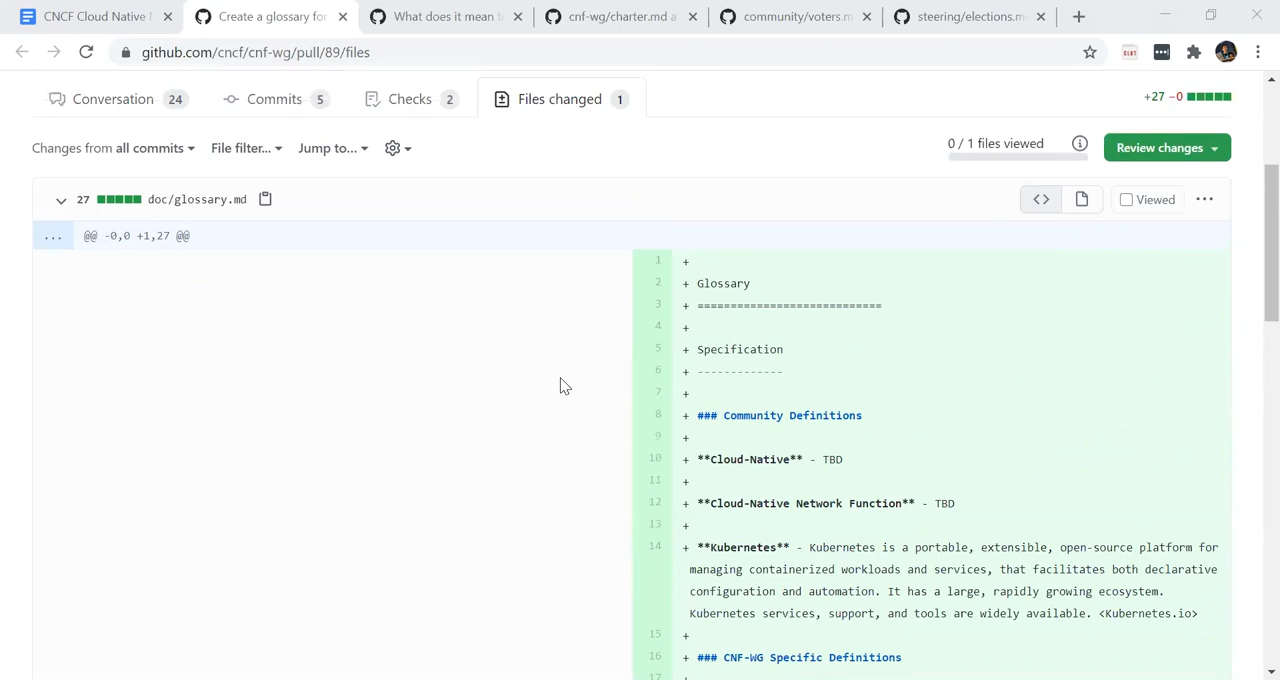 CNCF Cloud Native
Create a glossary for
What does it mean t
cnf-wg/charter.md a
community/voters.m
steering/elections.m
github.com/cncf/cnf-wg/pull/89/files
Conversation 24
Commits 5
Checks 2
Files changed 1
+27 −0
Changes from all commits
File filter...
Jump to...
0 / 1 files viewed
Review changes
27 doc/glossary.md
Viewed
... @@ -0,0 +1,27 @@
1 +
2 + Glossary
3 + ============================
4 +
5 + Specification
6 + -------------
7 +
8 + ### Community Definitions
9 +
10 + **Cloud-Native** - TBD
11 +
12 + **Cloud-Native Network Function** - TBD
13 +
14 + **Kubernetes** - Kubernetes is a portable, extensible, open-source platform for
managing containerized workloads and services, that facilitates both declarative
configuration and automation. It has a large, rapidly growing ecosystem.
Kubernetes services, support, and tools are widely available. <Kubernetes.io>
15 +
16 + ### CNF-WG Specific Definitions
17